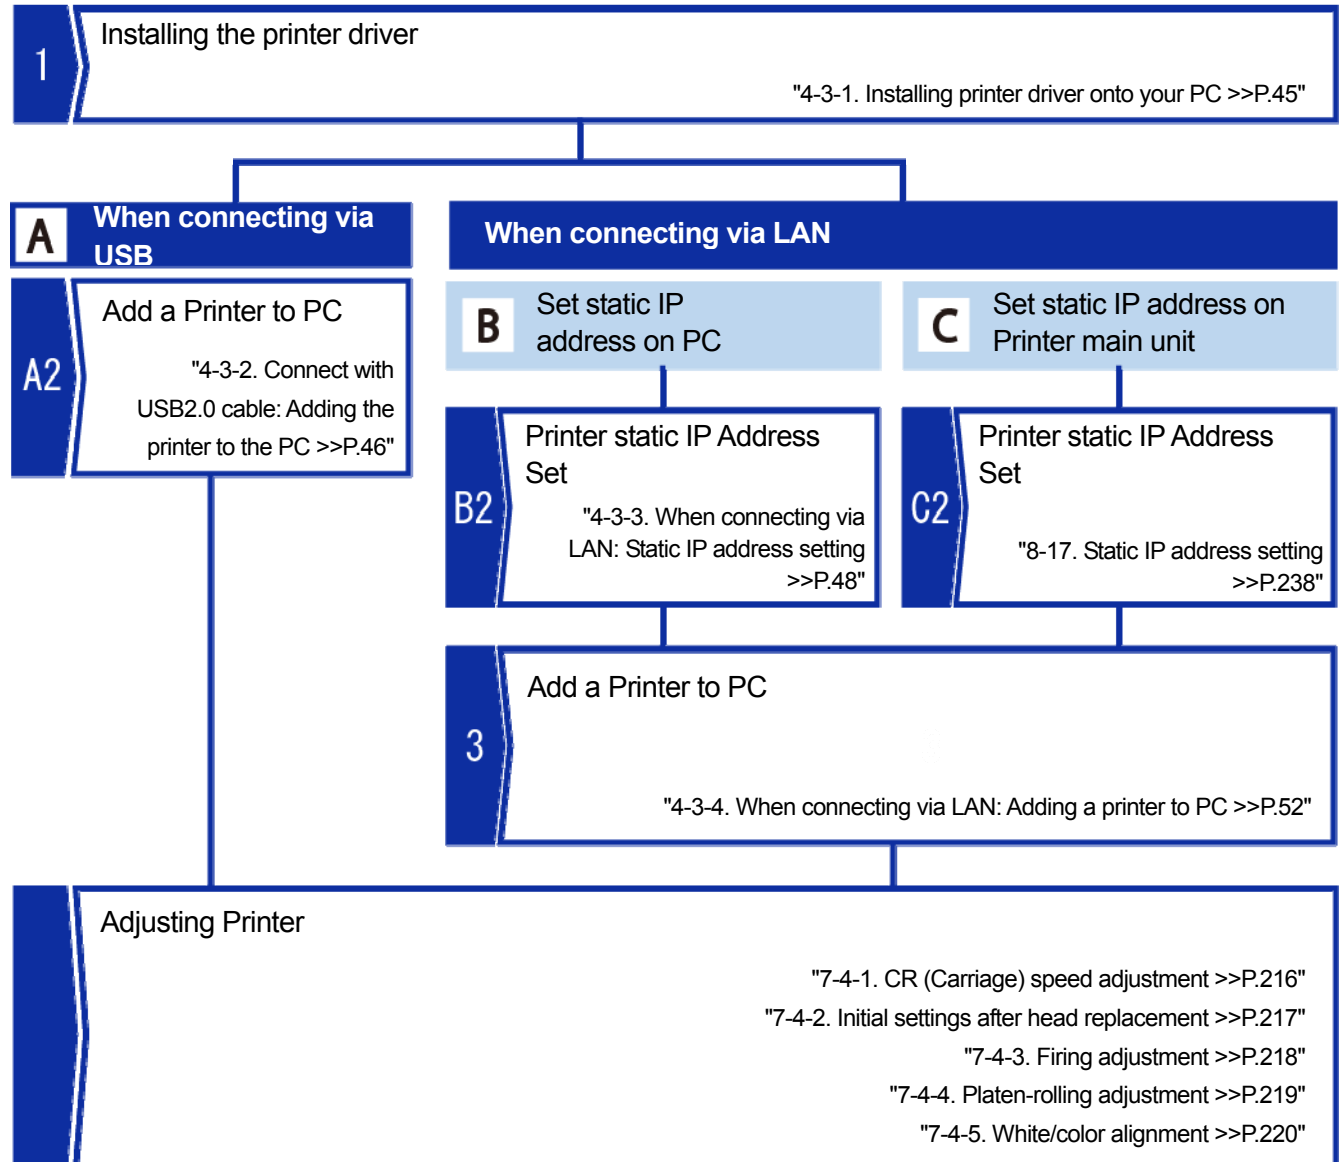 1
Installing the printer driver
"4-3-1. Installing printer driver onto your PC >>P.45"
A
When connecting via
USB
When connecting via LAN
A2
Add a Printer to PC
"4-3-2. Connect with
USB2.0 cable: Adding the
printer to the PC >>P.46"
B
Set static IP
address on PC
C
Set static IP address on
Printer main unit
B2
Printer static IP Address
Set
"4-3-3. When connecting via
LAN: Static IP address setting
>>P.48"
C2
Printer static IP Address
Set
"8-17. Static IP address setting
>>P.238"
3
Add a Printer to PC
"4-3-4. When connecting via LAN: Adding a printer to PC >>P.52"
Adjusting Printer
"7-4-1. CR (Carriage) speed adjustment >>P.216"
"7-4-2. Initial settings after head replacement >>P.217"
"7-4-3. Firing adjustment >>P.218"
"7-4-4. Platen-rolling adjustment >>P.219"
"7-4-5. White/color alignment >>P.220"